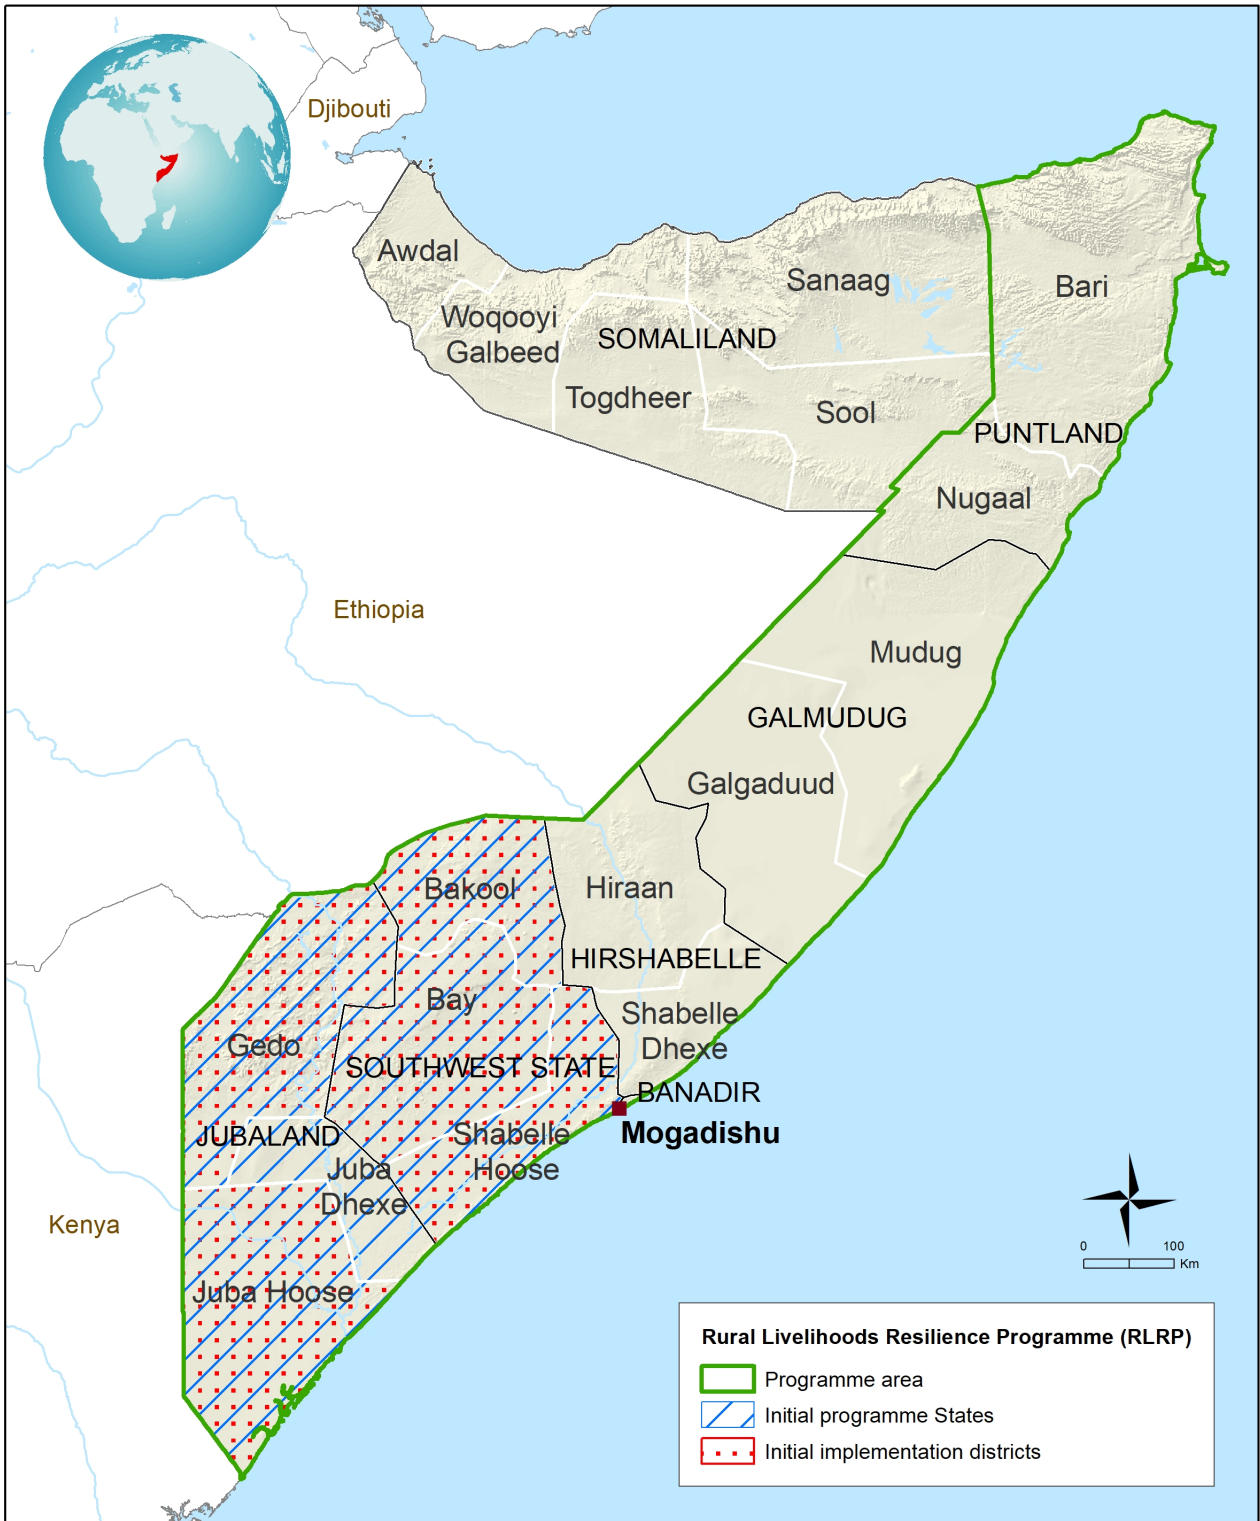 Djibouti
Awdal
Sanaag
Bari
Woqooyi
Galbeed
SOMALILAND
Togdheer
Sool
PUNTLAND
Nugaal
Ethiopia
Mudug
GALMUDUG
Galgaduud
Bakool
Hiraan
HIRSHABELLE
Bay
Shabelle
Dhexe
Gedo
SOUTHWEST STATE
BANADIR
Mogadishu
JUBALAND
Shabelle
Hoose
Juba
Dhexe
Kenya
Juba Hoose
0 100
Km
Rural Livelihoods Resilience Programme (RLRP)
Programme area
Initial programme States
Initial implementation districts